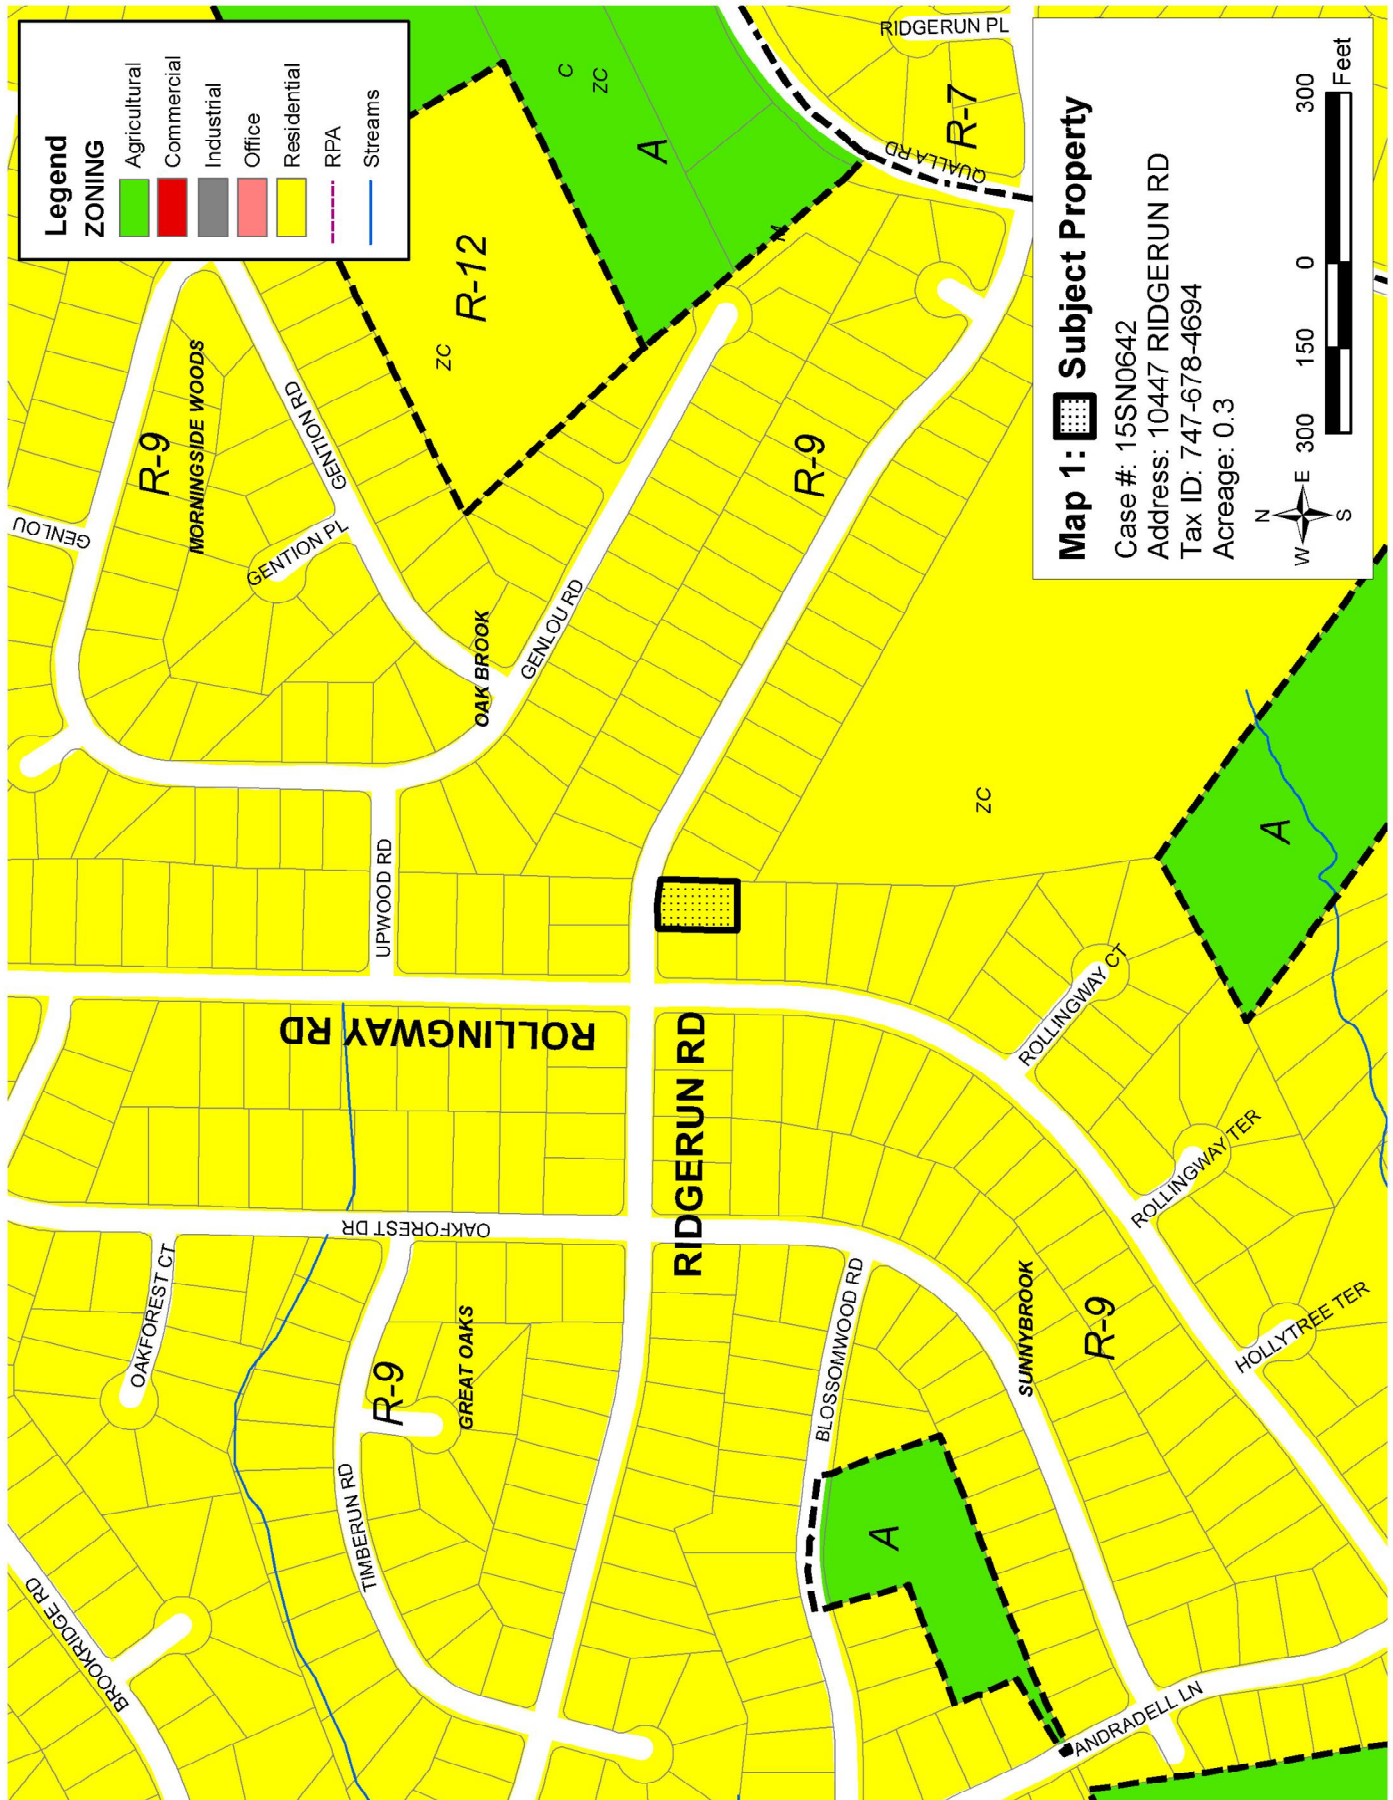 Legend
ZONING
Agricultural
Commercial
Industrial
Office
Residential
RPA
Streams
Map 1: Subject Property
Case #: 15SN0642
Address: 10447 RIDGERUN RD
Tax ID: 747-678-4694
Acreage: 0.3
N
W E
S
300 150 0 300
Feet
BROOKRIDGE RD
OAKFOREST CT
TIMBERUN RD
R-9
GREAT OAKS
OAKFOREST DR
ROLLINGWAY RD
UPWOOD RD
GENLOU
R-9
MORNINGSIDE WOODS
GENTION PL
GENTION RD
OAK BROOK
GENLOU RD
ZC
R-12
C
ZC
A
M
QUALLA RD
RIDGERUN PL
R-7
R-9
RIDGERUN RD
BLOSSOMWOOD RD
A
SUNNYBROOK
R-9
ANDRADELL LN
HOLLYTREE TER
ROLLINGWAY TER
ROLLINGWAY CT
ZC
A